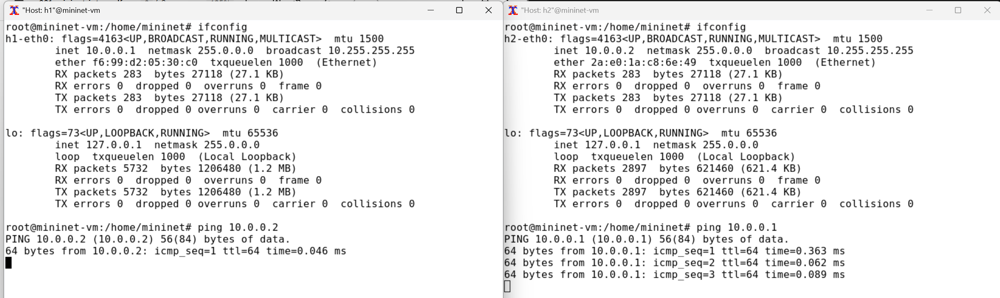 "Host: h1"@mininet-vm
root@mininet-vm:/home/mininet# ifconfig
h1-eth0: flags=4163<UP,BROADCAST,RUNNING,MULTICAST>  mtu 1500
        inet 10.0.0.1  netmask 255.0.0.0  broadcast 10.255.255.255
        ether f6:99:d2:05:30:c0  txqueuelen 1000  (Ethernet)
        RX packets 283  bytes 27118 (27.1 KB)
        RX errors 0  dropped 0  overruns 0  frame 0
        TX packets 283  bytes 27118 (27.1 KB)
        TX errors 0  dropped 0 overruns 0  carrier 0  collisions 0

lo: flags=73<UP,LOOPBACK,RUNNING>  mtu 65536
        inet 127.0.0.1  netmask 255.0.0.0
        loop  txqueuelen 1000  (Local Loopback)
        RX packets 5732  bytes 1206480 (1.2 MB)
        RX errors 0  dropped 0  overruns 0  frame 0
        TX packets 5732  bytes 1206480 (1.2 MB)
        TX errors 0  dropped 0 overruns 0  carrier 0  collisions 0

root@mininet-vm:/home/mininet# ping 10.0.0.2
PING 10.0.0.2 (10.0.0.2) 56(84) bytes of data.
64 bytes from 10.0.0.2: icmp_seq=1 ttl=64 time=0.046 ms
"Host: h2"@mininet-vm
root@mininet-vm:/home/mininet# ifconfig
h2-eth0: flags=4163<UP,BROADCAST,RUNNING,MULTICAST>  mtu 1500
        inet 10.0.0.2  netmask 255.0.0.0  broadcast 10.255.255.255
        ether 2a:e0:1a:c8:6e:49  txqueuelen 1000  (Ethernet)
        RX packets 283  bytes 27118 (27.1 KB)
        RX errors 0  dropped 0  overruns 0  frame 0
        TX packets 283  bytes 27118 (27.1 KB)
        TX errors 0  dropped 0 overruns 0  carrier 0  collisions 0

lo: flags=73<UP,LOOPBACK,RUNNING>  mtu 65536
        inet 127.0.0.1  netmask 255.0.0.0
        loop  txqueuelen 1000  (Local Loopback)
        RX packets 2897  bytes 621460 (621.4 KB)
        RX errors 0  dropped 0  overruns 0  frame 0
        TX packets 2897  bytes 621460 (621.4 KB)
        TX errors 0  dropped 0 overruns 0  carrier 0  collisions 0

root@mininet-vm:/home/mininet# ping 10.0.0.1
PING 10.0.0.1 (10.0.0.1) 56(84) bytes of data.
64 bytes from 10.0.0.1: icmp_seq=1 ttl=64 time=0.363 ms
64 bytes from 10.0.0.1: icmp_seq=2 ttl=64 time=0.062 ms
64 bytes from 10.0.0.1: icmp_seq=3 ttl=64 time=0.089 ms